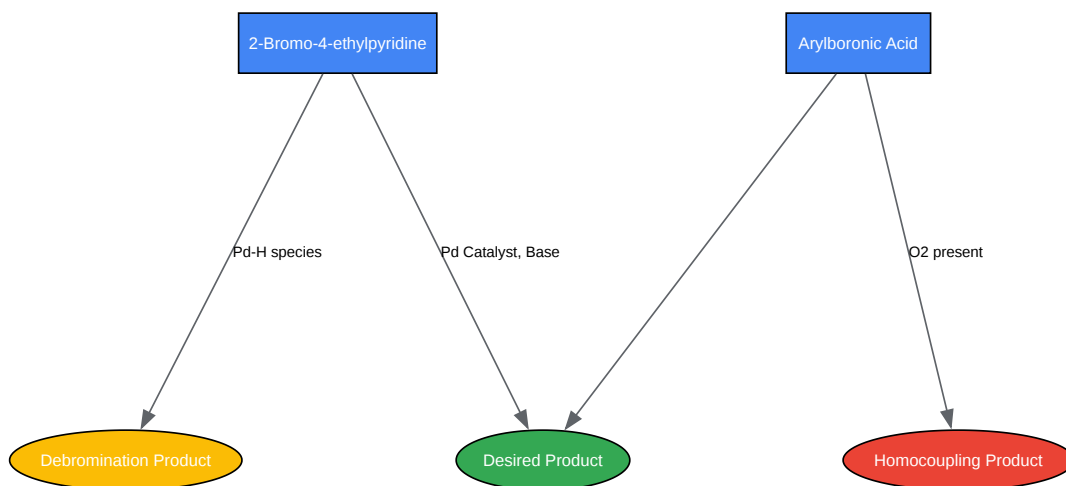 2-Bromo-4-ethylpyridine
Arylboronic Acid
Pd-H species
Pd Catalyst, Base
O2 present
Debromination Product
Desired Product
Homocoupling Product